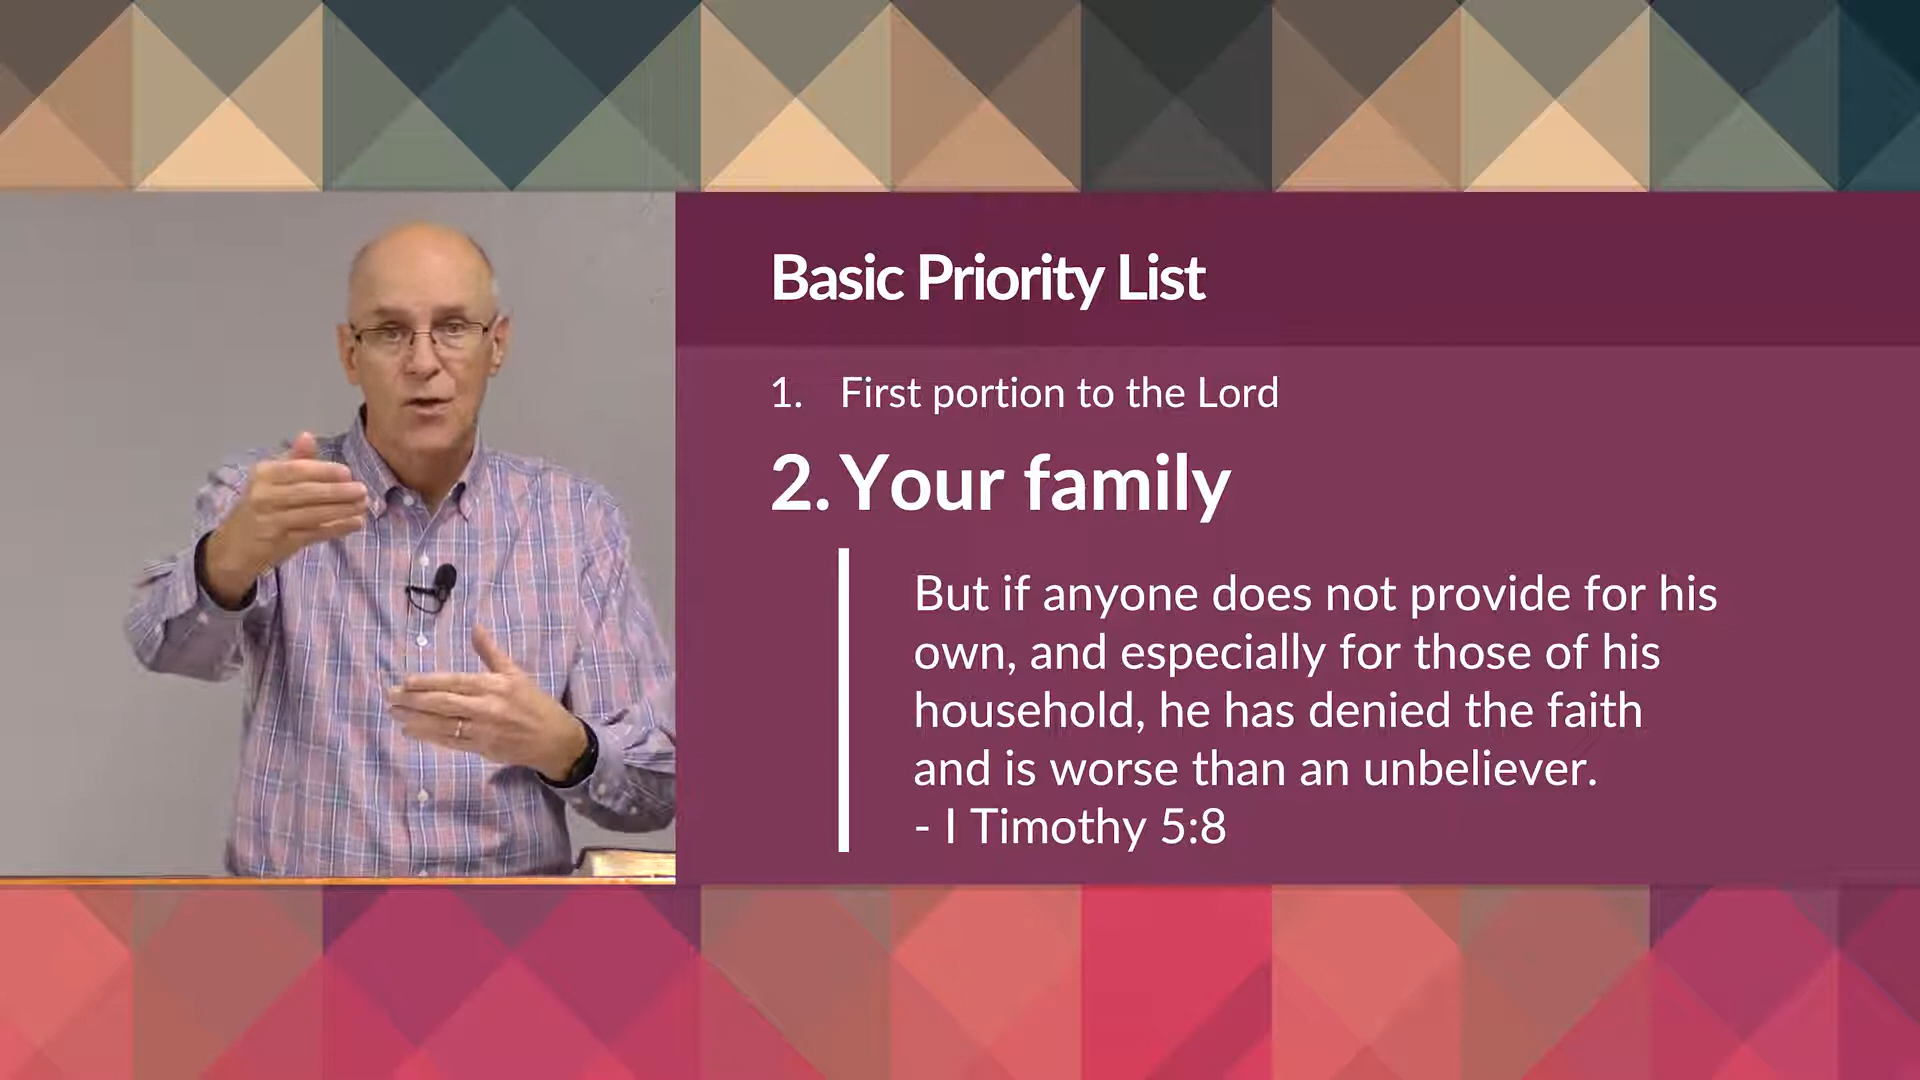 Basic Priority List
1. First portion to the Lord
2. Your family
But if anyone does not provide for his
own, and especially for those of his
household, he has denied the faith
and is worse than an unbeliever.
- I Timothy 5:8